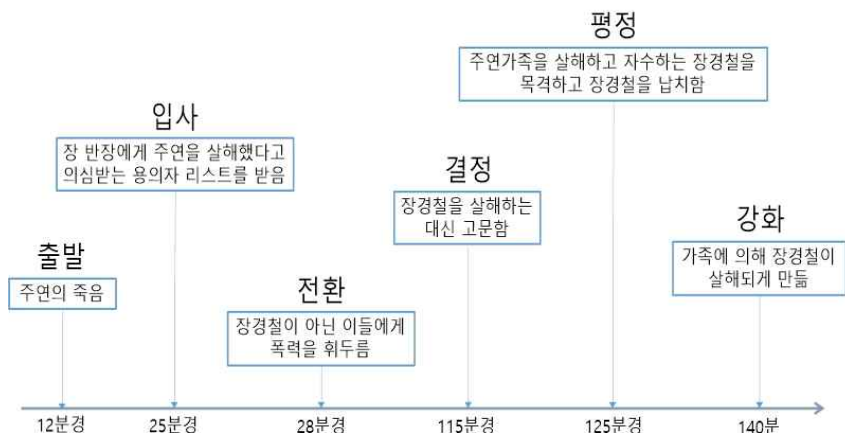 평정
주연가족을 살해하고 자수하는 장경철을
목격하고 장경철을 납치함
입사
장 반장에게 주연을 살해했다고
의심받는 용의자 리스트를 받음
결정
장경철을 살해하는
대신 고문함
강화
가족에 의해 장경철이
살해되게 만듦
출발
주연의 죽음
전환
장경철이 아닌 이들에게
폭력을 휘두름
12분경 25분경 28분경 115분경 125분경 140분